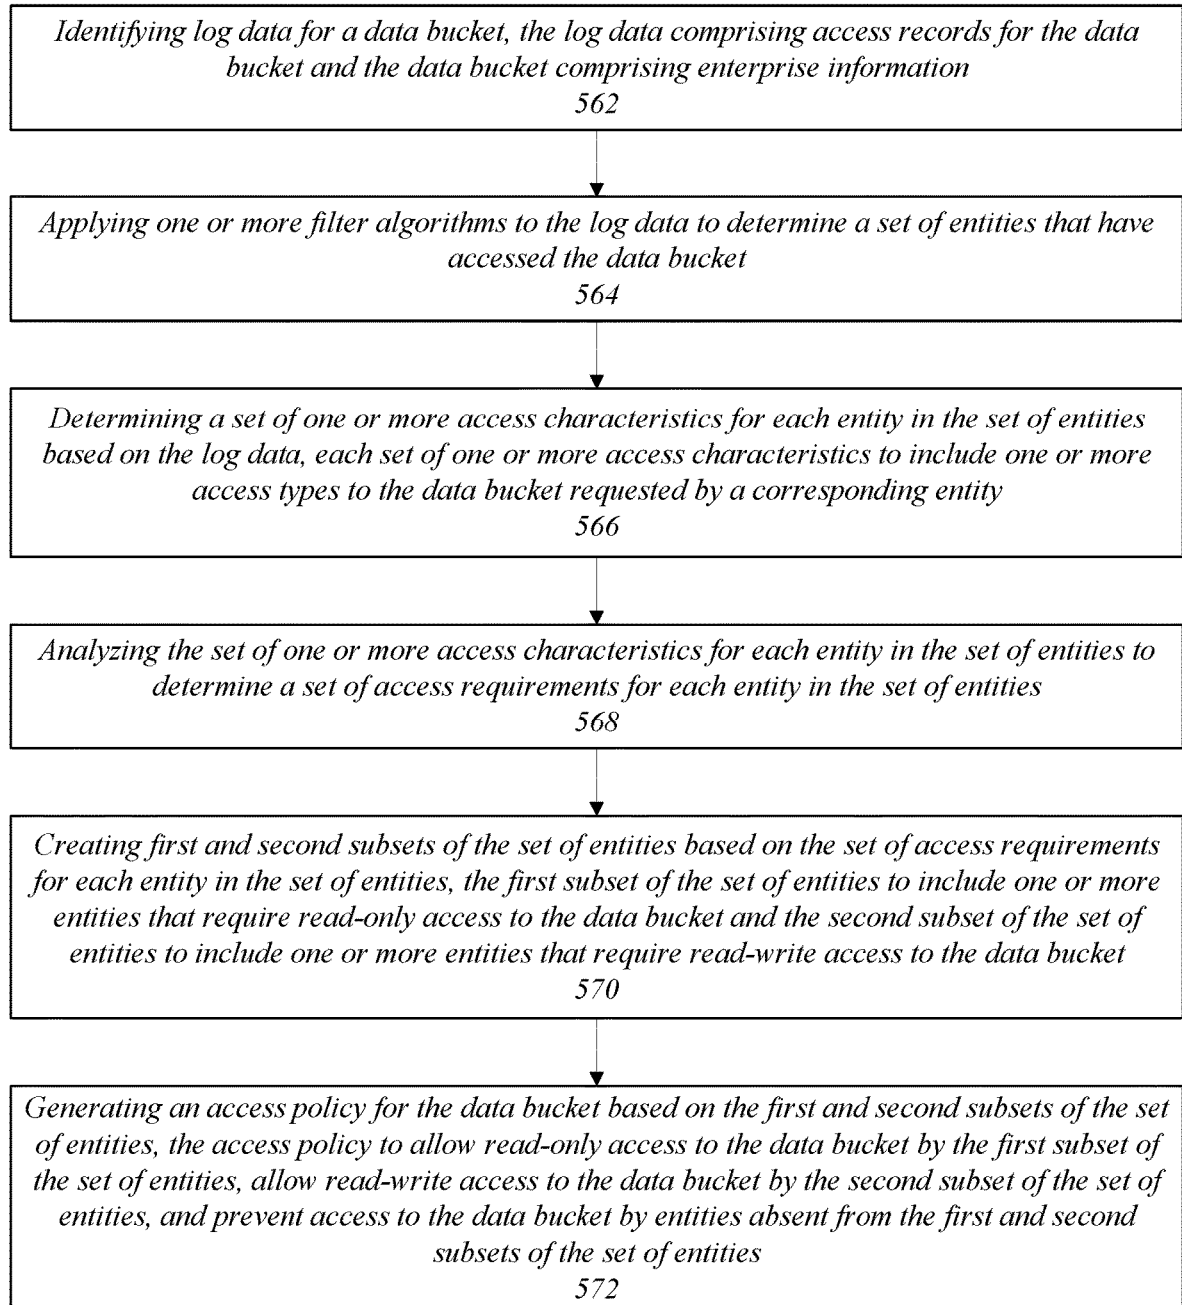 Identifying log data for a data bucket, the log data comprising access records for the data
bucket and the data bucket comprising enterprise information
562
Applying one or more filter algorithms to the log data to determine a set of entities that have
accessed the data bucket
564
Determining a set of one or more access characteristics for each entity in the set of entities
based on the log data, each set of one or more access characteristics to include one or more
access types to the data bucket requested by a corresponding entity
566
Analyzing the set of one or more access characteristics for each entity in the set of entities to
determine a set of access requirements for each entity in the set of entities
568
Creating first and second subsets of the set of entities based on the set of access requirements
for each entity in the set of entities, the first subset of the set of entities to include one or more
entities that require read-only access to the data bucket and the second subset of the set of
entities to include one or more entities that require read-write access to the data bucket
570
Generating an access policy for the data bucket based on the first and second subsets of the set
of entities, the access policy to allow read-only access to the data bucket by the first subset of
the set of entities, allow read-write access to the data bucket by the second subset of the set of
entities, and prevent access to the data bucket by entities absent from the first and second
subsets of the set of entities
572